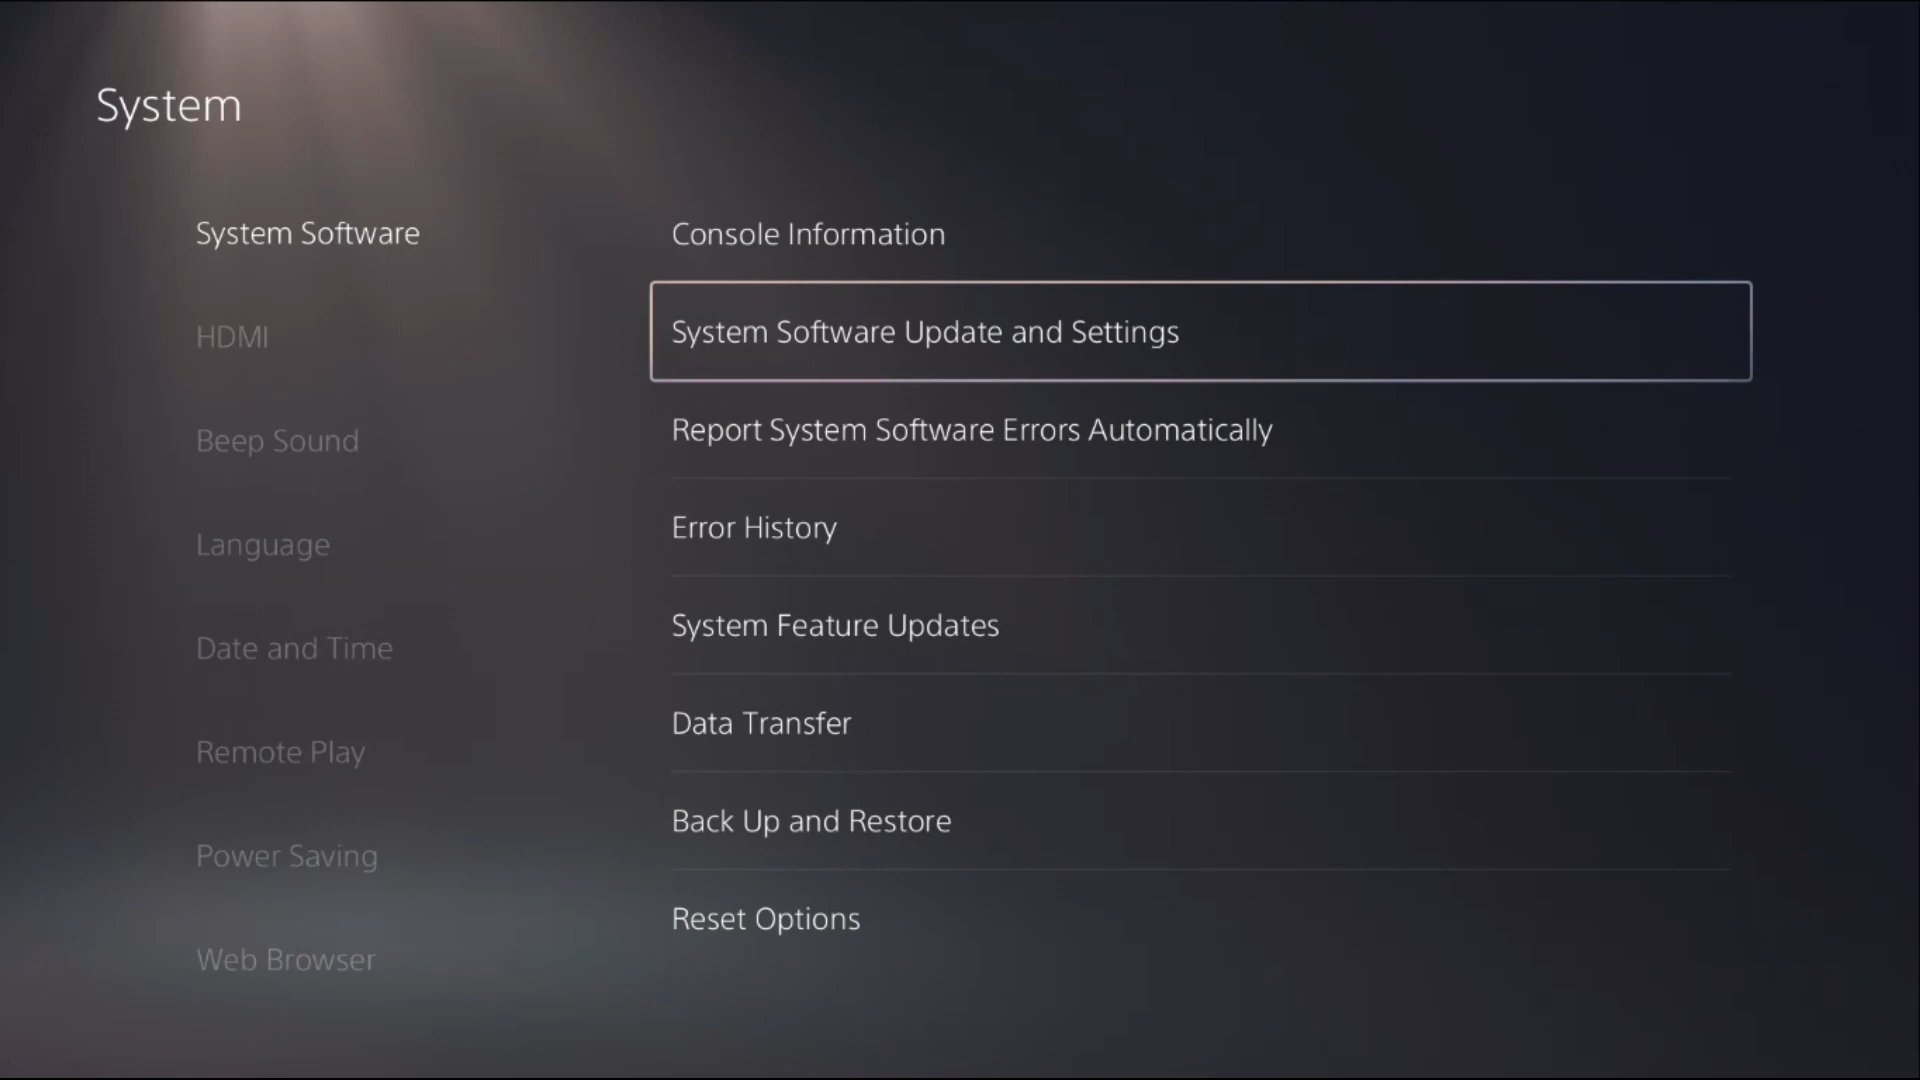 System
System Software
HDMI
Beep Sound
Language
Date and Time
Remote Play
Power Saving
Web Browser
Console Information
System Software Update and Settings
Report System Software Errors Automatically
Error History
System Feature Updates
Data Transfer
Back Up and Restore
Reset Options